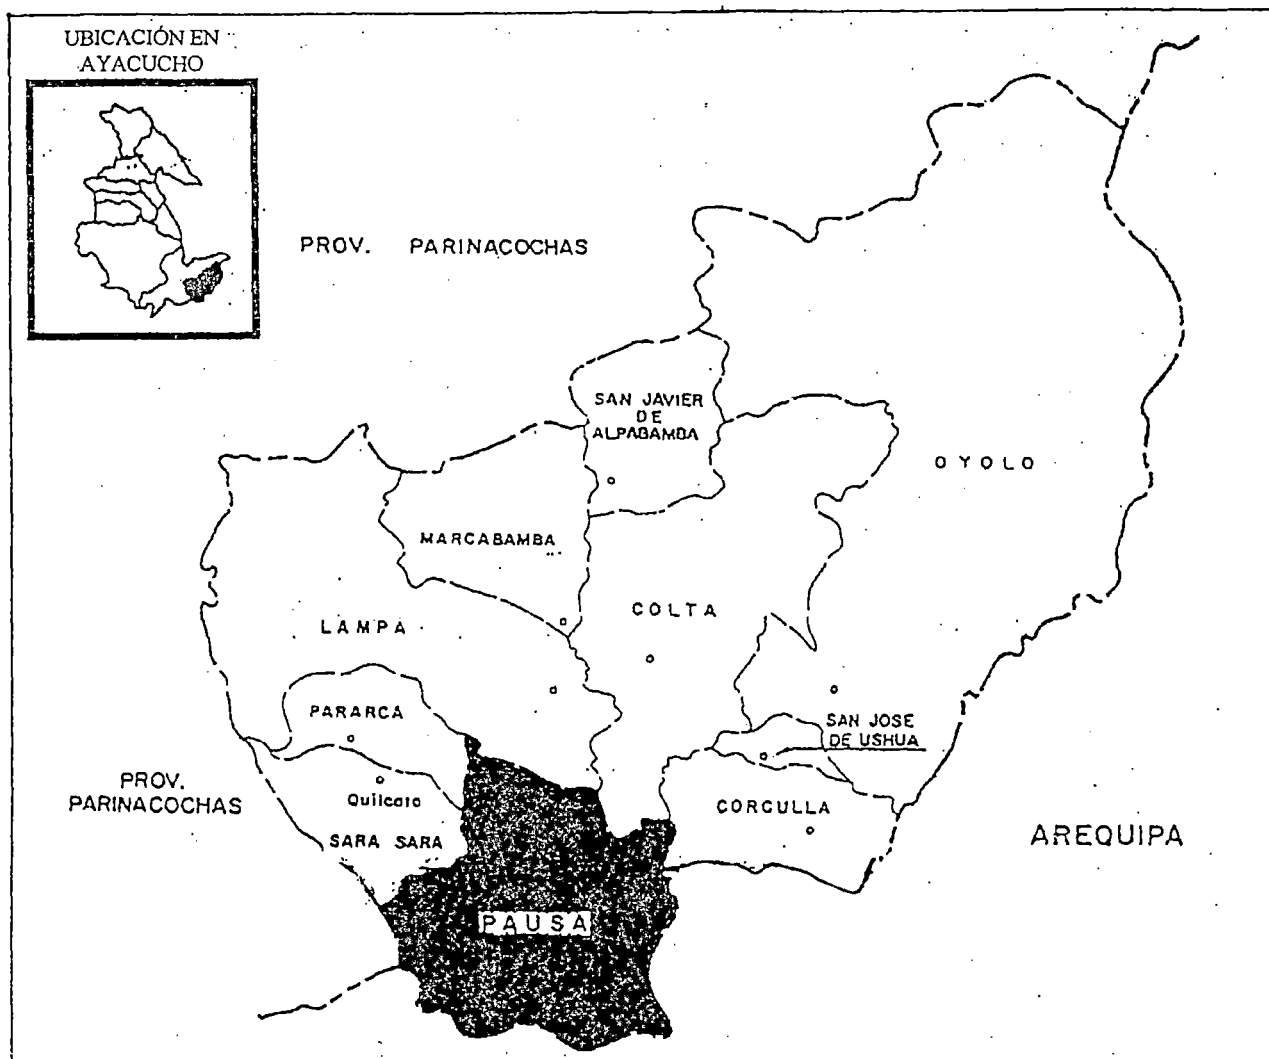 UBICACIÓN EN
AYACUCHO
PROV. PARINACOCHAS
SAN JAVIER
DE
ALPABAMBA
OYOLO
MARCABAMBA
COLTA
LAMPA
PARARCA
SAN JOSE
DE USHUA
PROV.
PARINACOCHAS
Quilcata
CORCULLA
SARA SARA
AREQUIPA
PAUSA